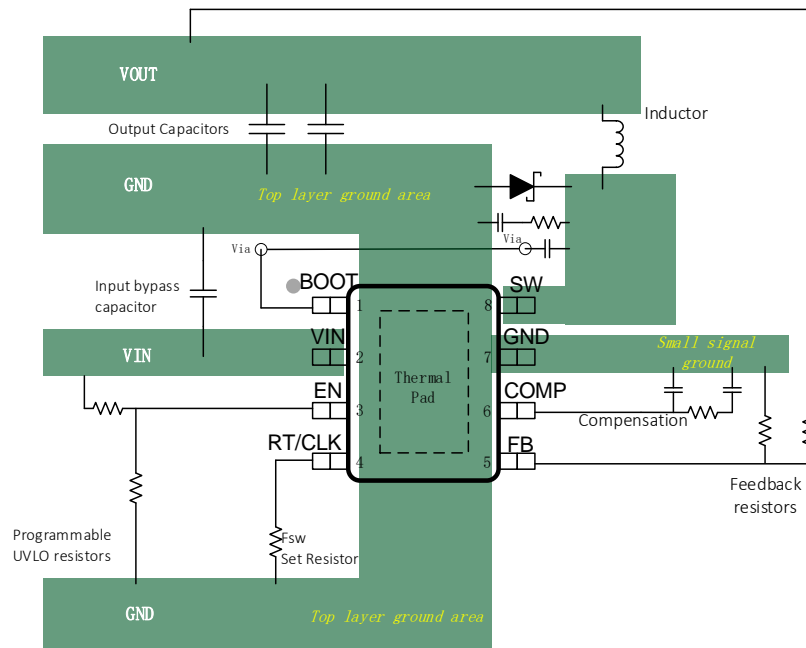 VOUT
Output Capacitors
Inductor
GND
Top layer ground area
Via
Via
BOOT
SW
1
8
Input bypass
capacitor
VIN
VIN
2
7
GND
Small signal
ground
Thermal
Pad
EN
3
6
COMP
Compensation
RT/CLK
4
5
FB
Feedback
resistors
Programmable
UVLO resistors
Fsw
Set Resistor
GND
Top layer ground area